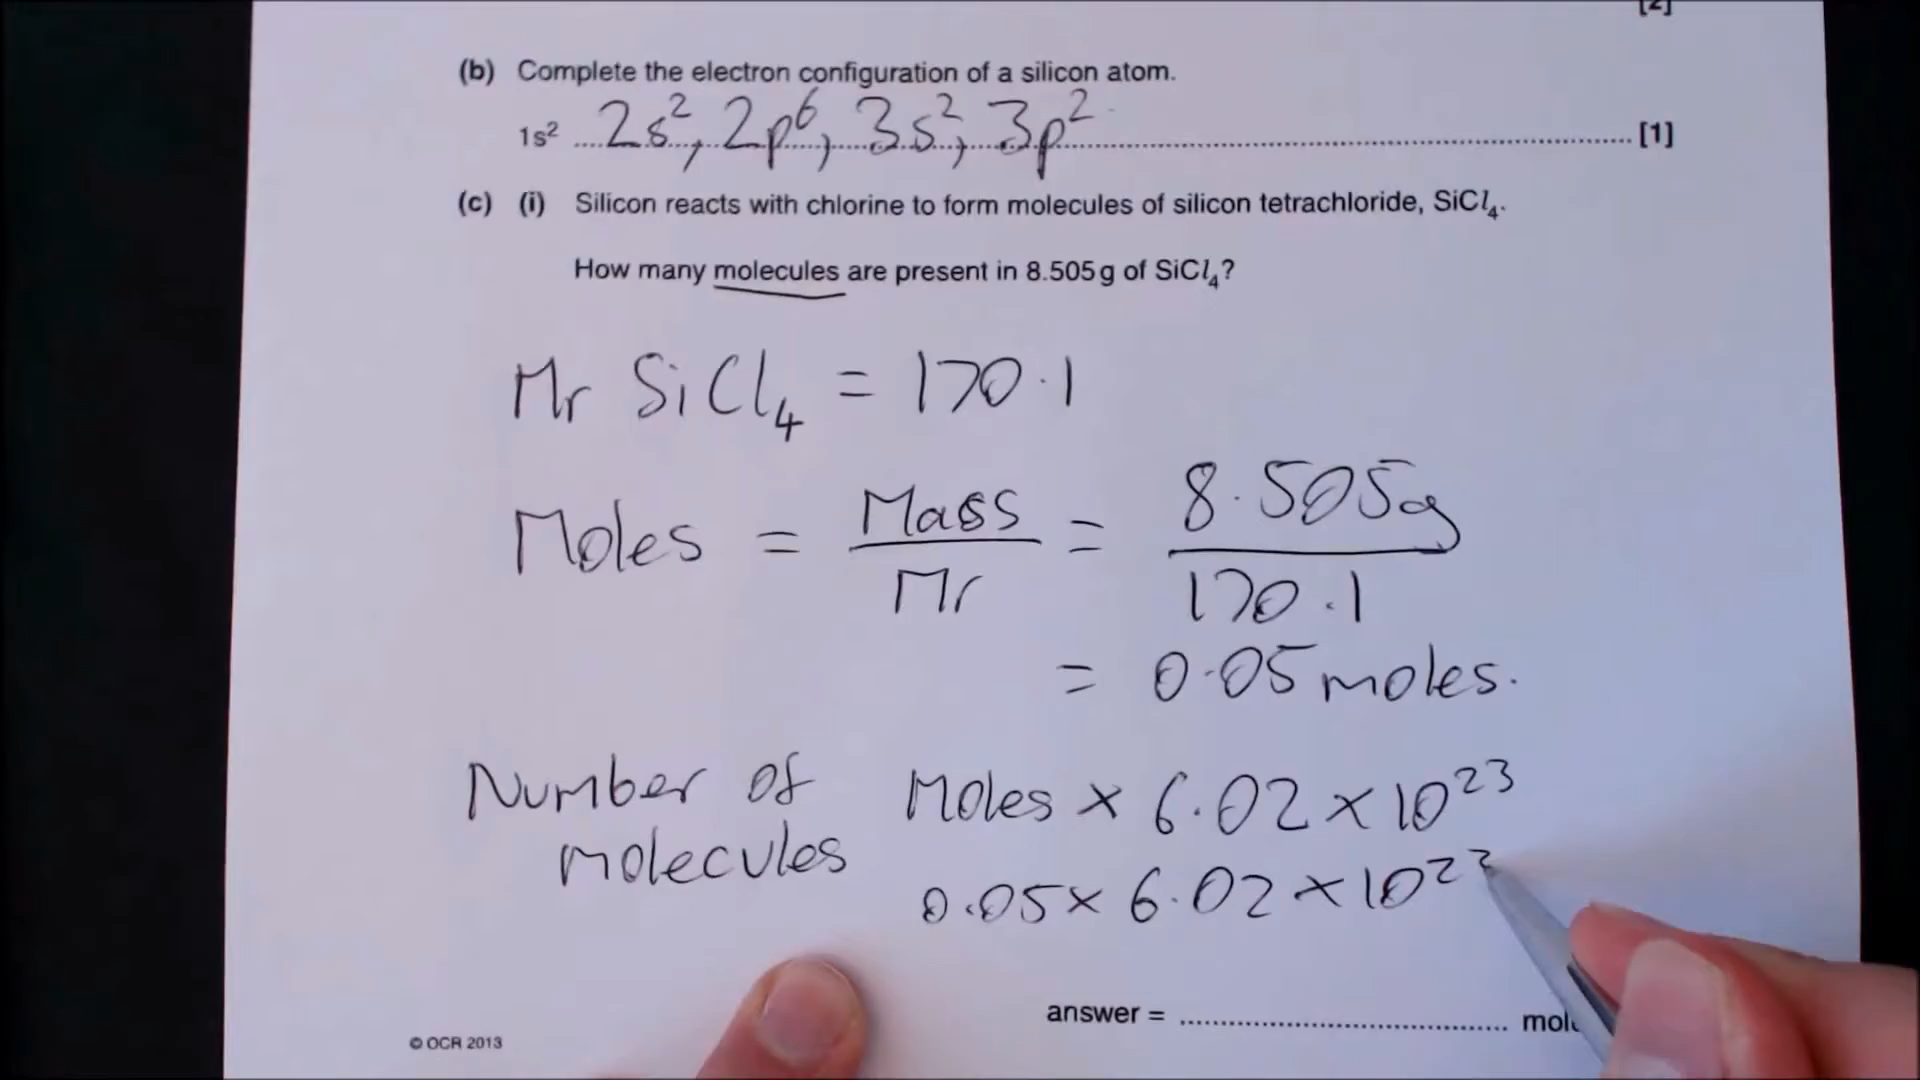 [2]
(b) Complete the electron configuration of a silicon atom.
1s² ....2s², 2p⁶, 3s², 3p²........ [1]
(c) (i) Silicon reacts with chlorine to form molecules of silicon tetrachloride, SiCl₄.
How many molecules are present in 8.505 g of SiCl₄?
Mr SiCl₄ = 170.1
Moles = Mass / Mr = 8.505g / 170.1
= 0.05 moles.
Number of molecules
Moles × 6.02 × 10²³
0.05 × 6.02 × 10²³
answer = ........
© OCR 2013